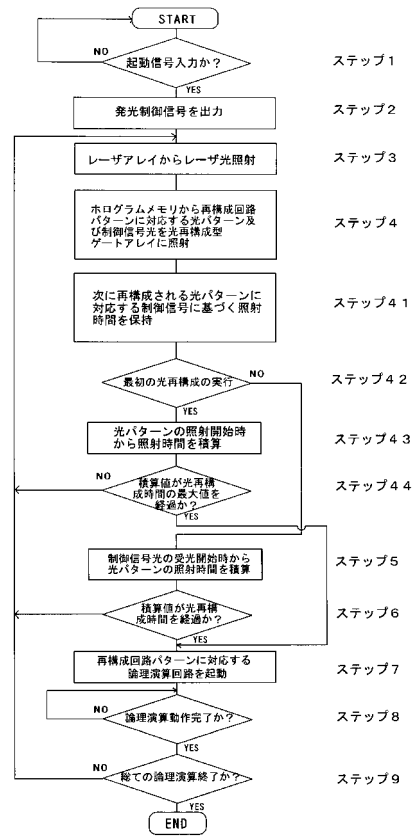 START
NO
起動信号入力か?
ステップ1
YES
発光制御信号を出力
ステップ2
レーザアレイからレーザ光照射
ステップ3
ホログラムメモリから再構成回路
パターンに対応する光パターン
及び制御信号光を光再構成型
ゲートアレイに照射
ステップ4
次に再構成される光パターンに
対応する制御信号に基づく照射
時間を保持
ステップ41
NO
最初の光再構成の実行
ステップ42
YES
光パターンの照射開始時
から照射時間を積算
ステップ43
NO
積算値が光再構
成時間の最大値を
経過か?
ステップ44
YES
制御信号光の受光開始時から
光パターンの照射時間を積算
ステップ5
NO
積算値が光再構
成時間を経過か?
ステップ6
YES
再構成回路パターンに対応する
論理演算回路を起動
ステップ7
NO
論理演算動作完了か?
ステップ8
YES
NO
総ての論理演算終了か?
ステップ9
YES
END